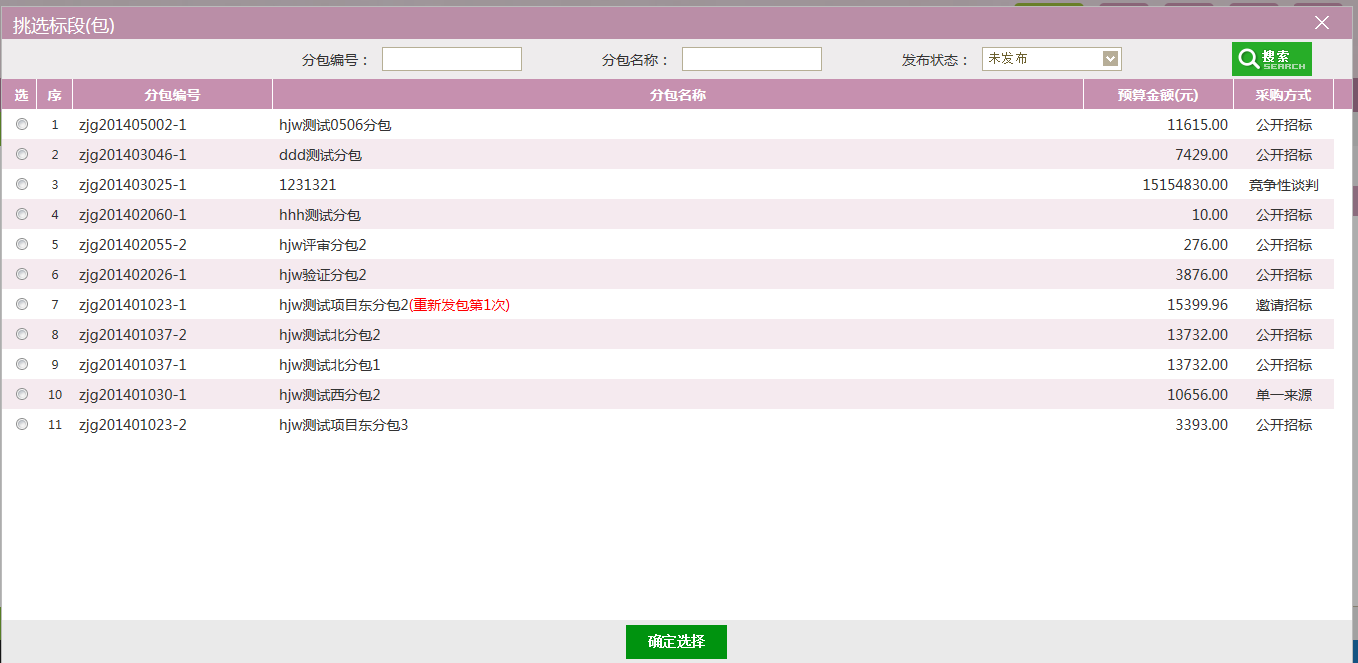 挑选标段(包)
分包编号： 分包名称： 发布状态： 未发布 搜索 SEARCH
选 序 分包编号 分包名称 预算金额(元) 采购方式
1 zjg201405002-1 hjw测试0506分包 11615.00 公开招标
2 zjg201403046-1 ddd测试分包 7429.00 公开招标
3 zjg201403025-1 1231321 15154830.00 竞争性谈判
4 zjg201402060-1 hhh测试分包 10.00 公开招标
5 zjg201402055-2 hjw评审分包2 276.00 公开招标
6 zjg201402026-1 hjw验证分包2 3876.00 公开招标
7 zjg201401023-1 hjw测试项目东分包2(重新发包第1次) 15399.96 邀请招标
8 zjg201401037-2 hjw测试北分包2 13732.00 公开招标
9 zjg201401037-1 hjw测试北分包1 13732.00 公开招标
10 zjg201401030-1 hjw测试西分包2 10656.00 单一来源
11 zjg201401023-2 hjw测试项目东分包3 3393.00 公开招标
确定选择